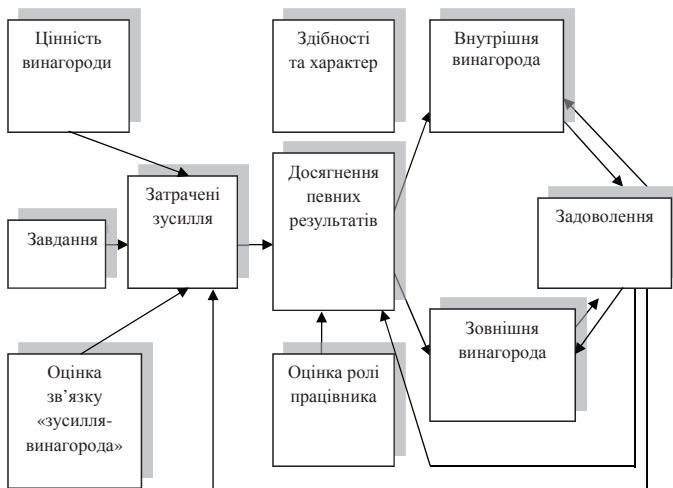 Цінність
винагороди
Здібності
та характер
Внутрішня
винагорода
Завдання
Затрачені
зусилля
Досягнення
певних
результатів
Задоволення
Оцінка
зв’язку
«зусилля-
винагорода»
Оцінка ролі
працівника
Зовнішня
винагорода